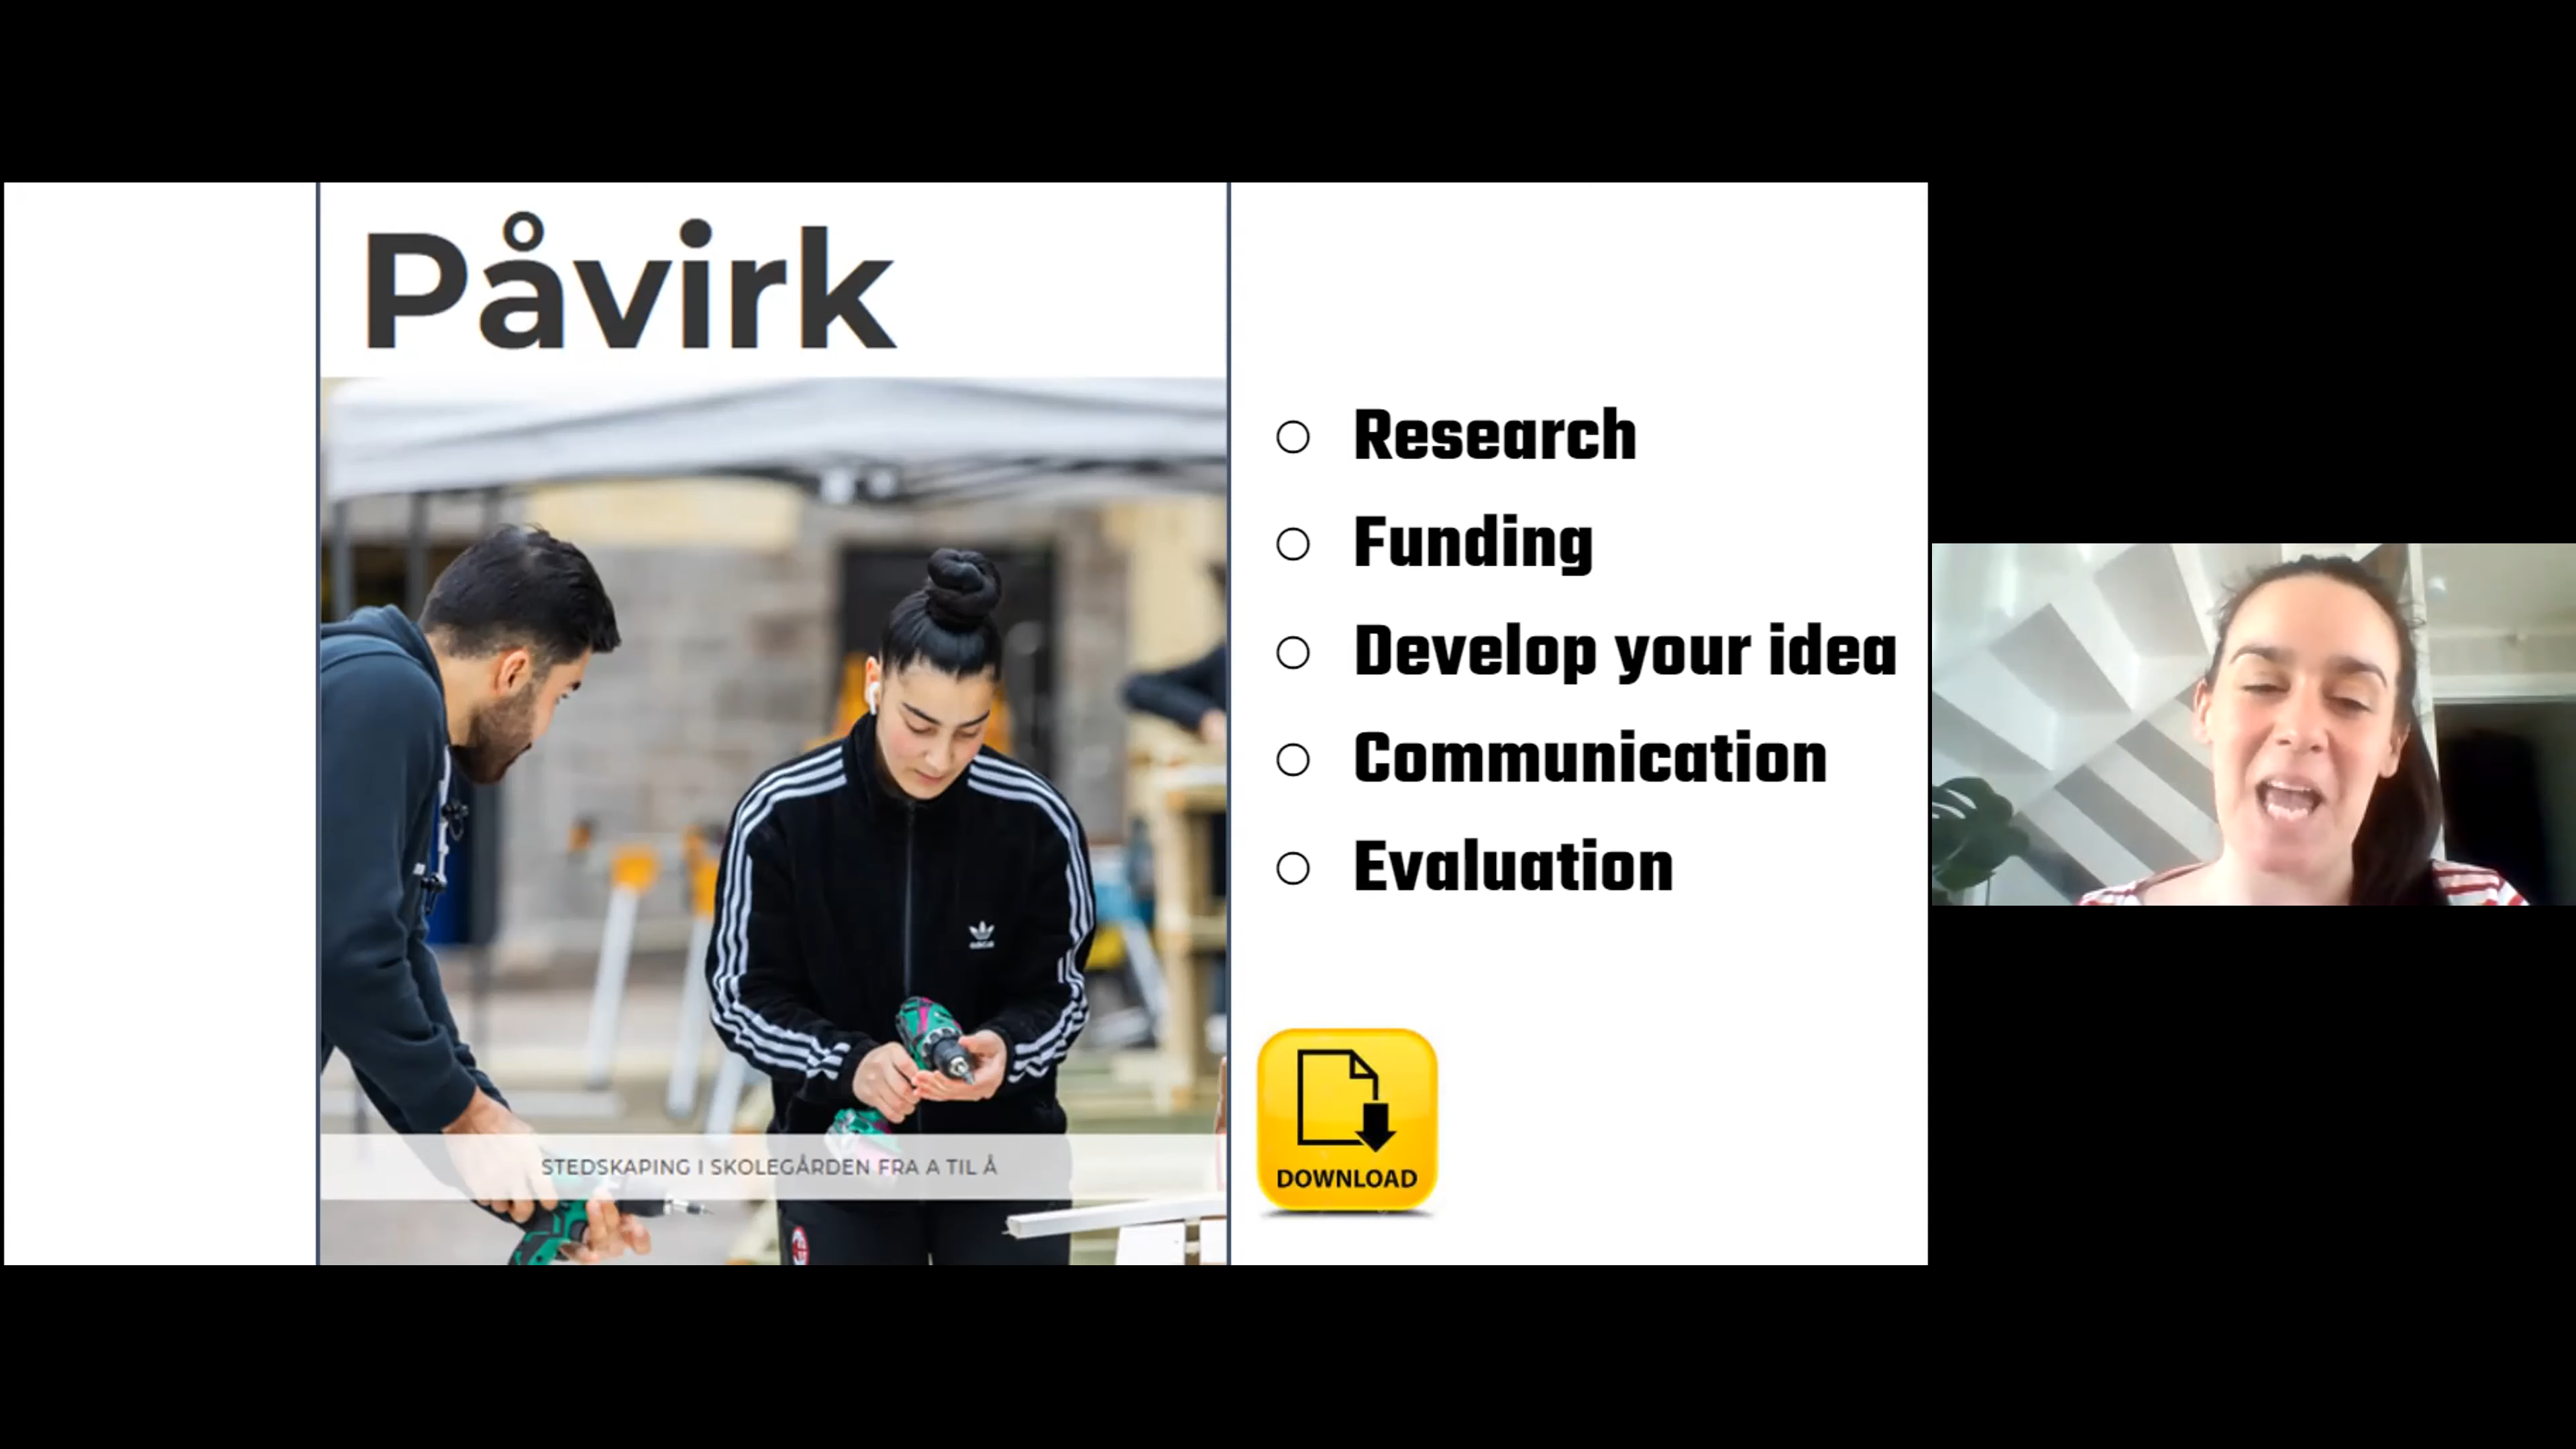 Påvirk
STEDSKAPING I SKOLEGÅRDEN FRA A TIL Å
Research
Funding
Develop your idea
Communication
Evaluation
DOWNLOAD